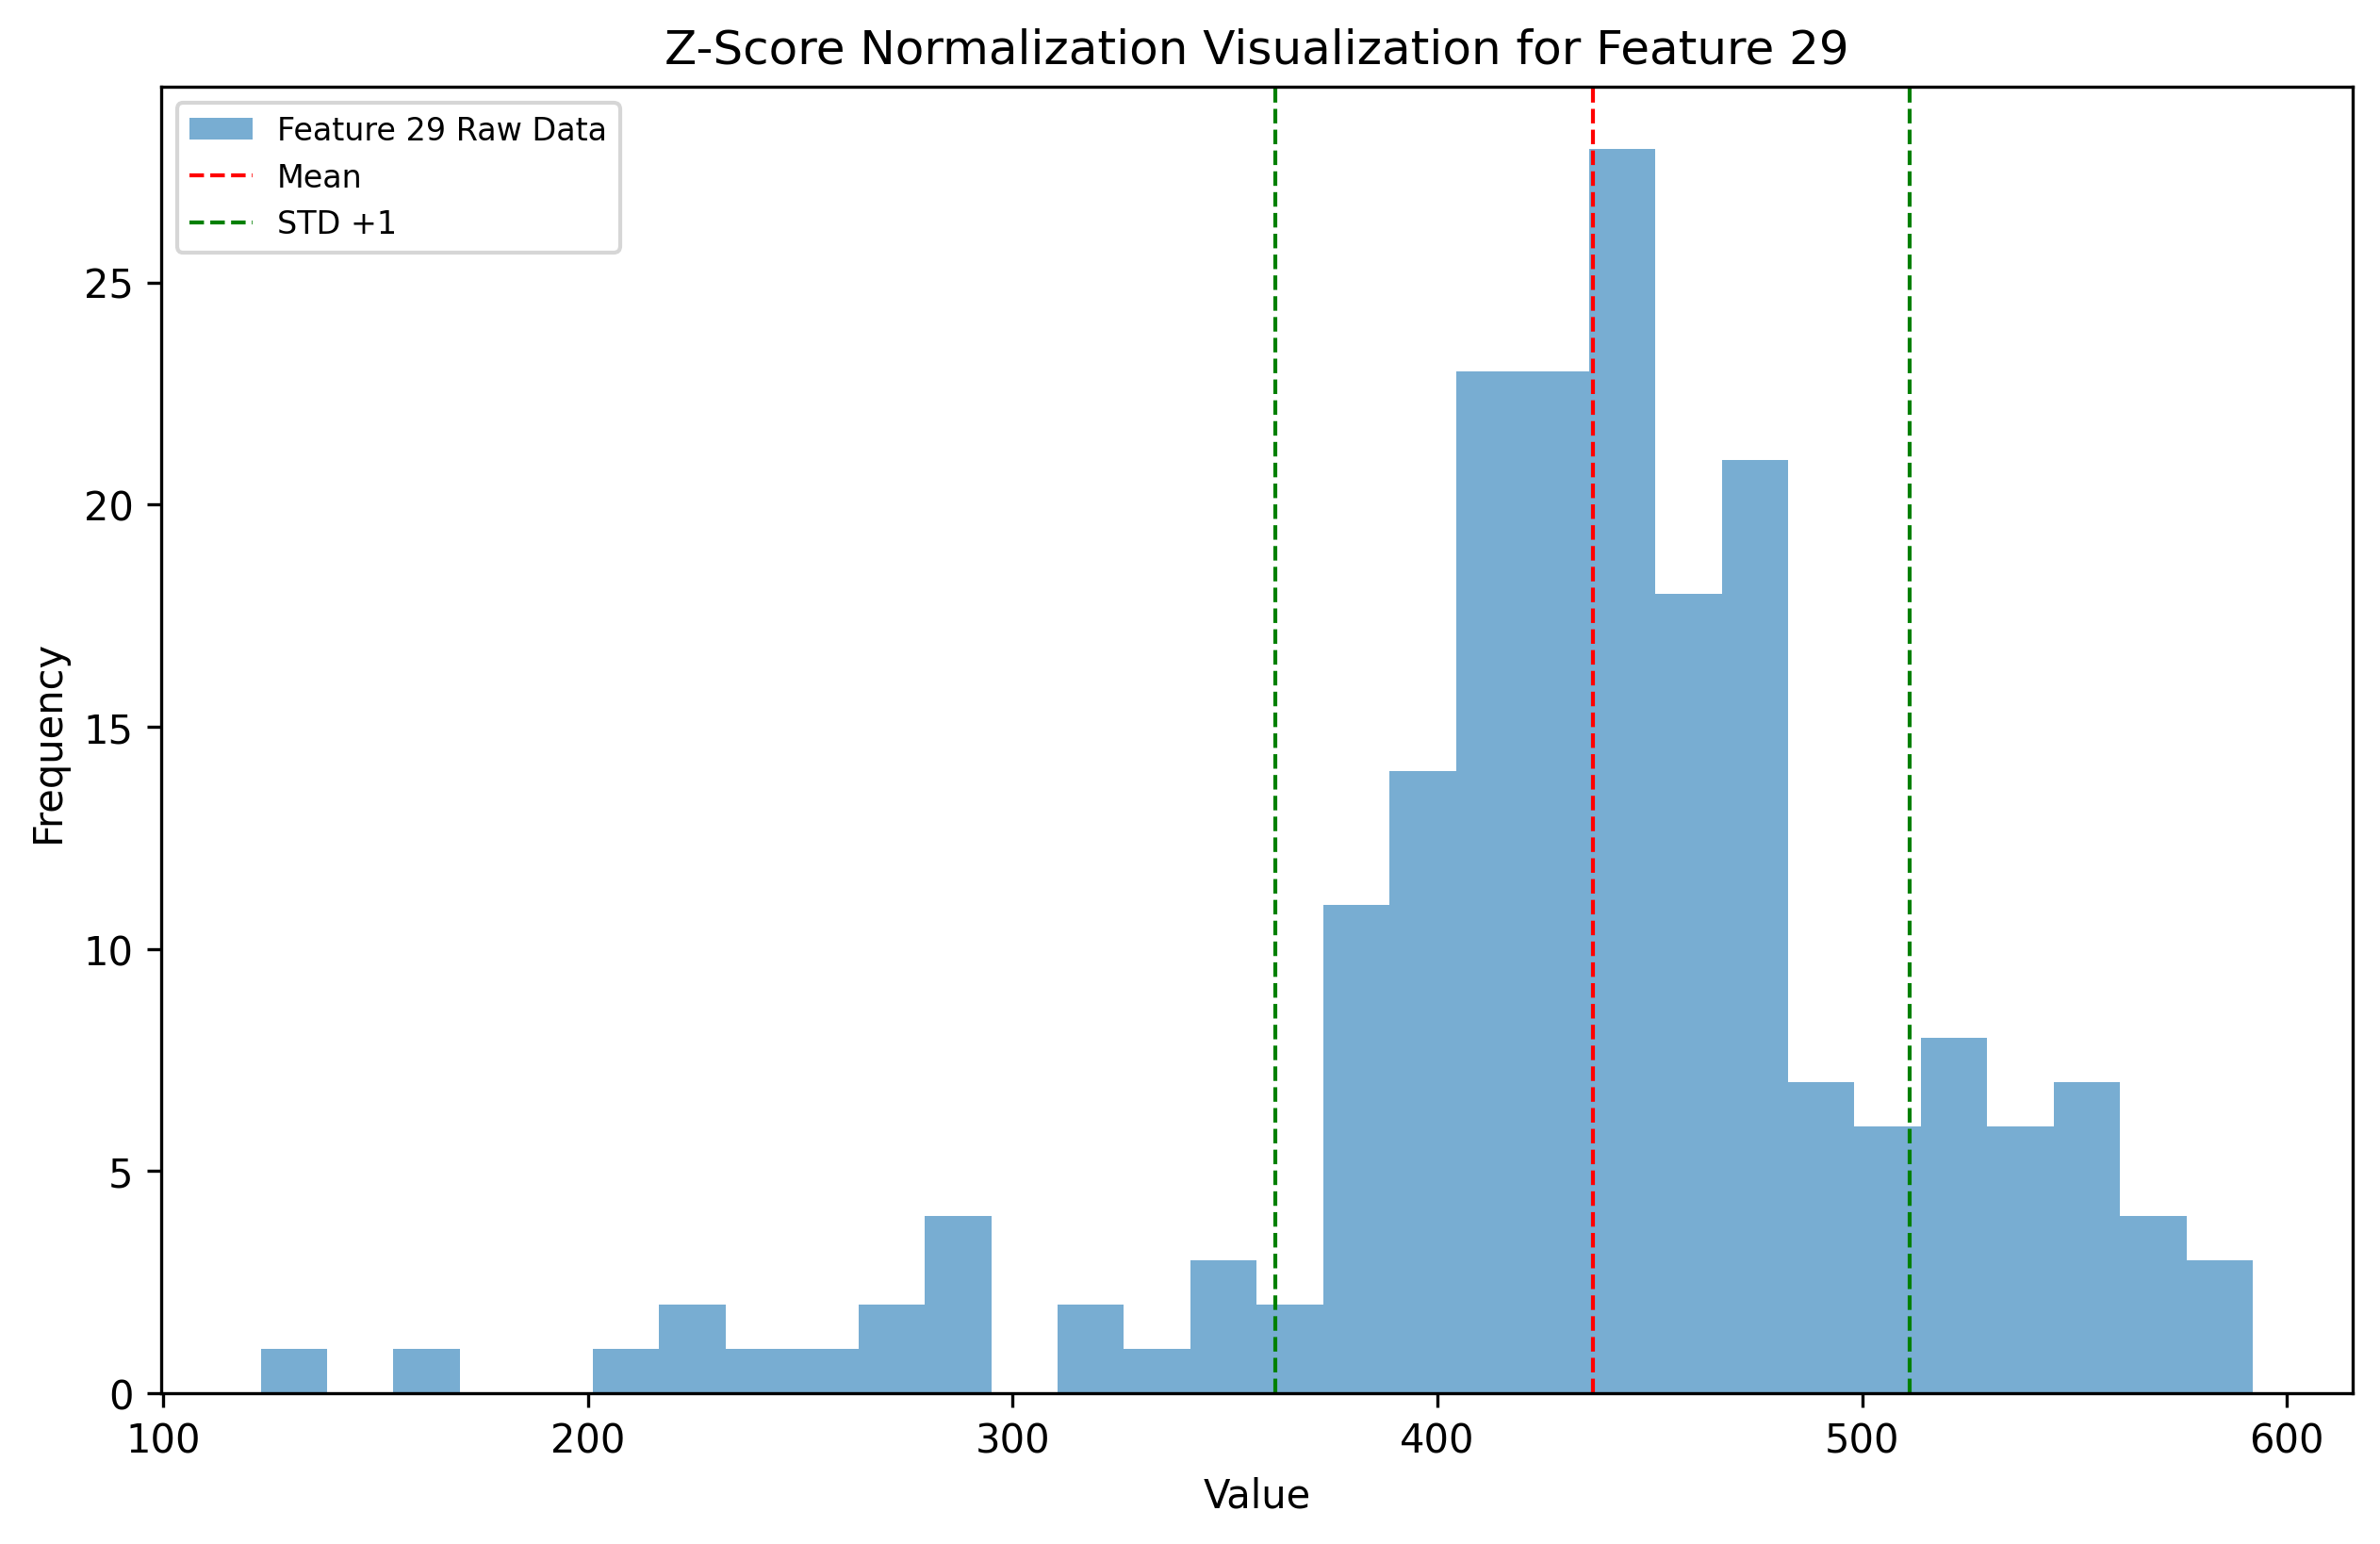 Z-Score Normalization Visualization for Feature 29
Feature 29 Raw Data
Mean
STD +1
Frequency
25
20
15
10
5
0
100 200 300 400 500 600
Value